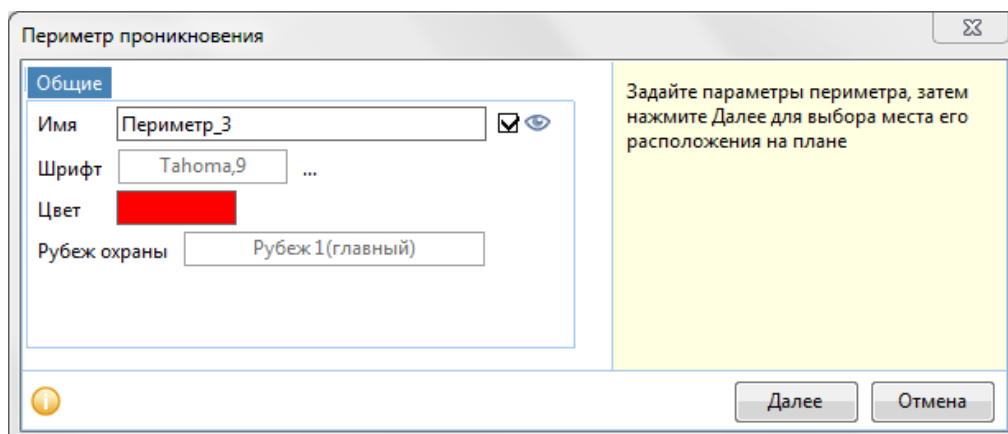 Периметр проникновения
Общие
Имя Периметр_3
Шрифт Tahoma,9 ...
Цвет
Рубеж охраны Рубеж 1(главный)
Задайте параметры периметра, затем
нажмите Далее для выбора места его
расположения на плане
Далее Отмена